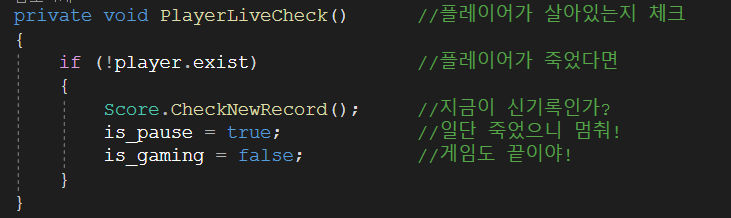 private void PlayerLiveCheck() //플레이어가 살아있는지 체크
{
if (!player.exist) //플레이어가 죽었다면
{
Score.CheckNewRecord(); //지금이 신기록인가?
is_pause = true; //일단 죽었으니 멈춰!
is_gaming = false; //게임도 끝이야!
}
}